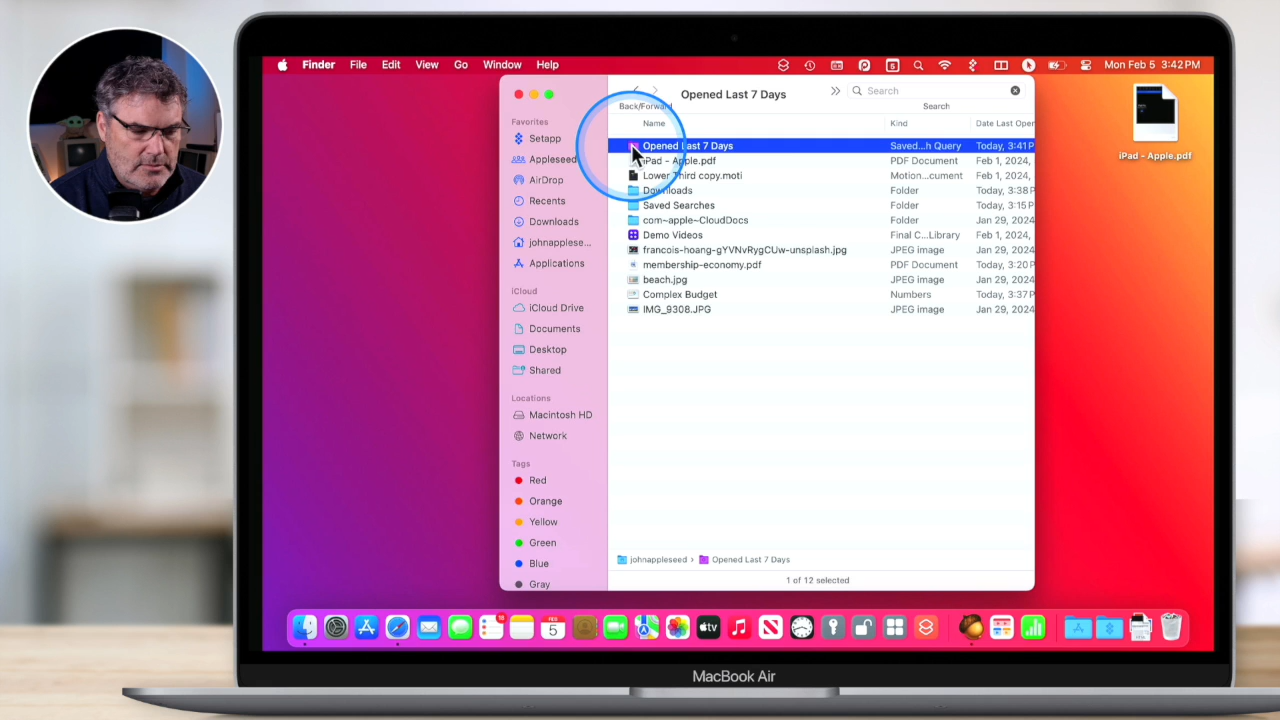 Finder File Edit View Go Window Help Mon Feb 5 3:42 PM
Opened Last 7 Days
Search
Back/Forward
Search
Favorites
Setapp
Appleseed
AirDrop
Recents
Downloads
johnapplese...
Applications
iCloud
iCloud Drive
Documents
Desktop
Shared
Locations
Macintosh HD
Network
Tags
Red
Orange
Yellow
Green
Blue
Gray
Name Kind Date Last Oper
Opened Last 7 Days Saved...h Query Today, 3:41 P
iPad - Apple.pdf PDF Document Feb 1, 2024,
Lower Third copy.moti Motion...cument Feb 1, 2024,
Downloads Folder Today, 3:38 P
Saved Searches Folder Today, 3:15 P
com~apple~CloudDocs Folder Jan 29, 2024
Demo Videos Final C...Library Feb 1, 2024,
francois-hoang-gYVNvRygCUw-unsplash.jpg JPEG image Jan 29, 2024
membership-economy.pdf PDF Document Today, 3:20 P
beach.jpg JPEG image Jan 29, 2024
Complex Budget Numbers Today, 3:37 P
IMG_9308.JPG JPEG image Jan 29, 2024
johnappleseed › Opened Last 7 Days
1 of 12 selected
iPad - Apple.pdf
FEB
5
tv
MacBook Air